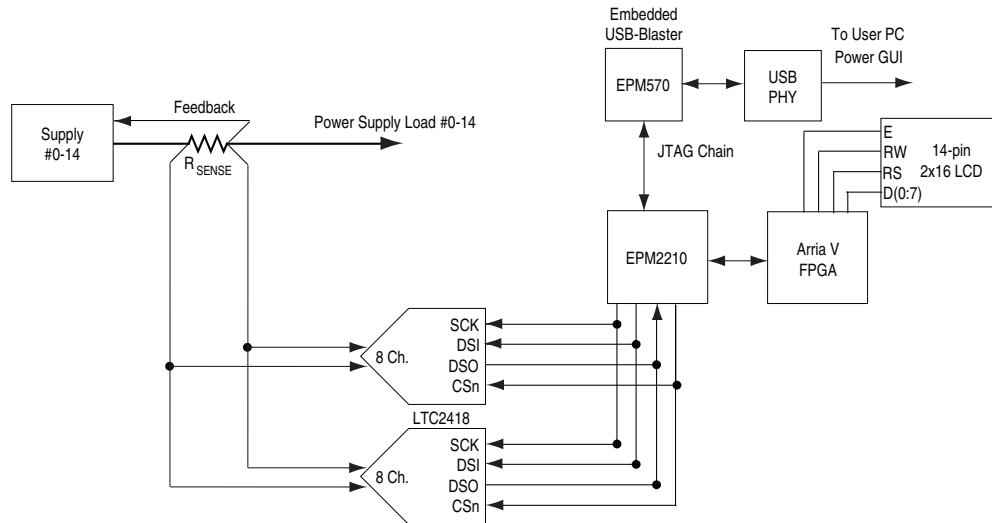 Embedded
USB-Blaster
To User PC
Power GUI
EPM570
USB
PHY
Feedback
Supply
#0-14
Power Supply Load #0-14
R SENSE
JTAG Chain
E
RW
RS
D(0:7)
14-pin
2x16 LCD
EPM2210
Arria V
FPGA
8 Ch.
SCK
DSI
DSO
CSn
LTC2418
8 Ch.
SCK
DSI
DSO
CSn